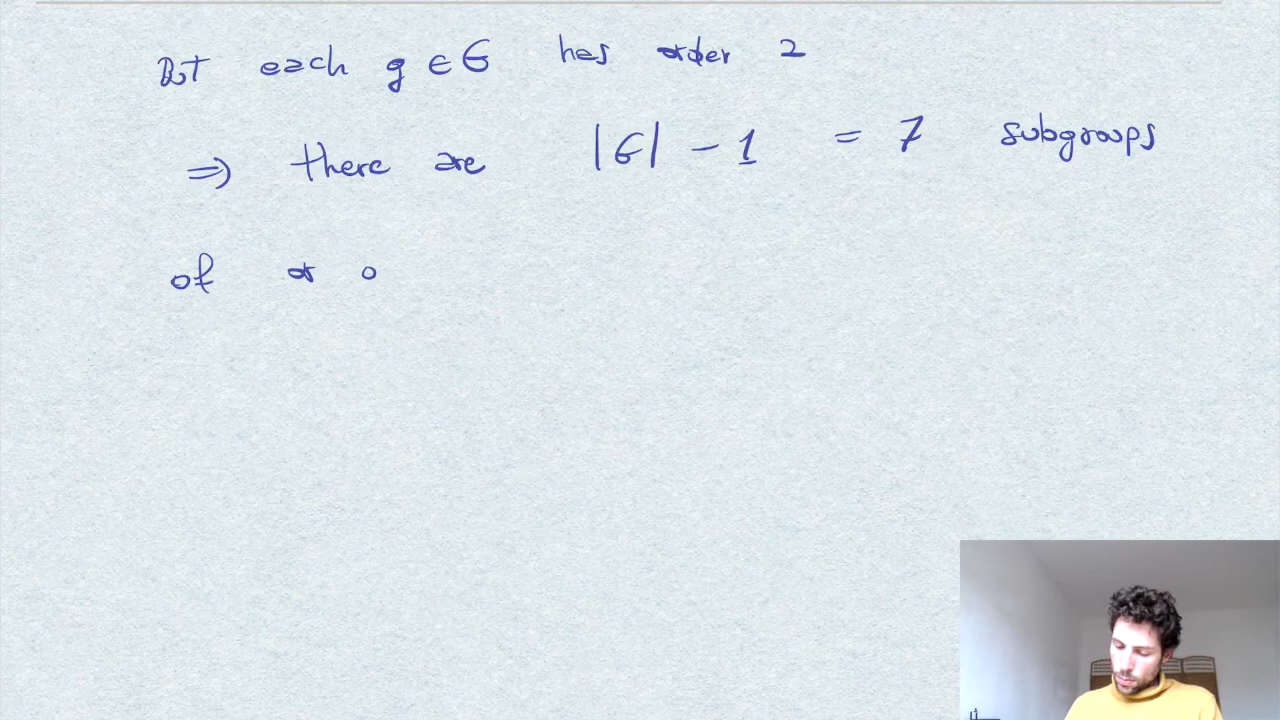 But each g ∈ G has order 2
⇒ there are |G| - 1 = 7 subgroups
of or o